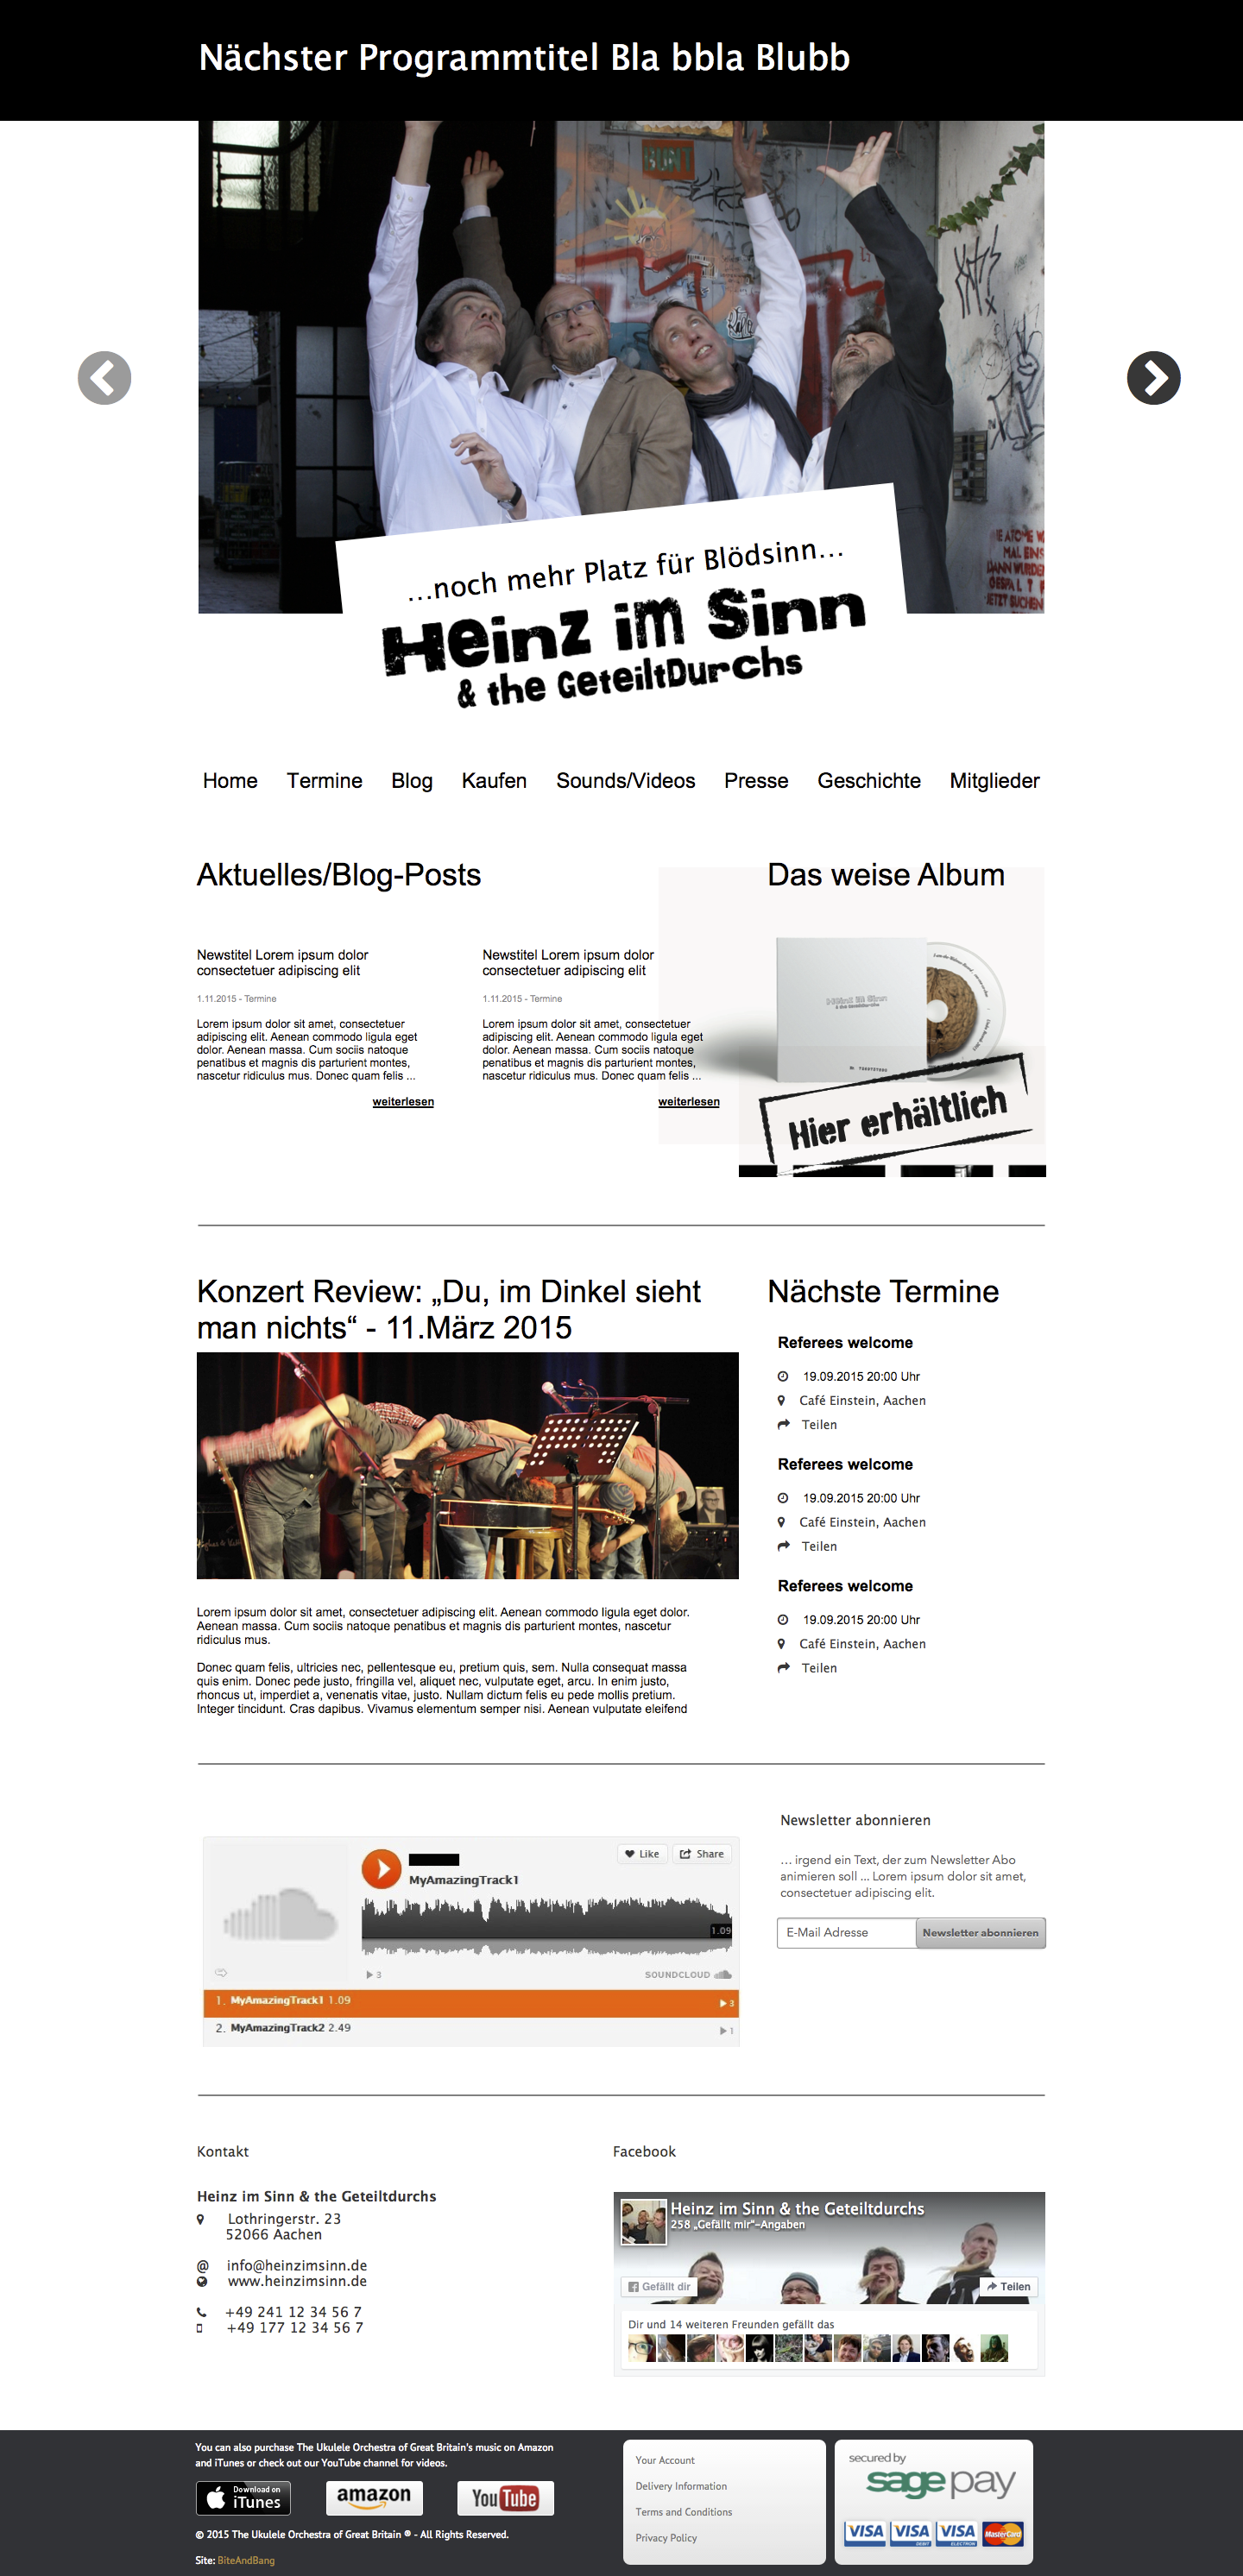 Nächster Programmtitel Bla bbla Blubb
BUNT
...noch mehr Platz für Blödsinn...
Heinz im Sinn
& the GeteiltDurchs
Home Termine Blog Kaufen Sounds/Videos Presse Geschichte Mitglieder
Aktuelles/Blog-Posts
Newstitel Lorem ipsum dolor
consectetuer adipiscing elit
1.11.2015 - Termine
Lorem ipsum dolor sit amet, consectetuer
adipiscing elit. Aenean commodo ligula eget
dolor. Aenean massa. Cum sociis natoque
penatibus et magnis dis parturient montes,
nascetur ridiculus mus. Donec quam felis ...
weiterlesen
Newstitel Lorem ipsum dolor
consectetuer adipiscing elit
1.11.2015 - Termine
Lorem ipsum dolor sit amet, consectetuer
adipiscing elit. Aenean commodo ligula eget
dolor. Aenean massa. Cum sociis natoque
penatibus et magnis dis parturient montes,
nascetur ridiculus mus. Donec quam felis ...
weiterlesen
Das weise Album
Heinz im Sinn
Hier erhältlich
Konzert Review: „Du, im Dinkel sieht
man nichts“ - 11.März 2015
Lorem ipsum dolor sit amet, consectetuer adipiscing elit. Aenean commodo ligula eget dolor.
Aenean massa. Cum sociis natoque penatibus et magnis dis parturient montes, nascetur
ridiculus mus.
Donec quam felis, ultricies nec, pellentesque eu, pretium quis, sem. Nulla consequat massa
quis enim. Donec pede justo, fringilla vel, aliquet nec, vulputate eget, arcu. In enim justo,
rhoncus ut, imperdiet a, venenatis vitae, justo. Nullam dictum felis eu pede mollis pretium.
Integer tincidunt. Cras dapibus. Vivamus elementum semper nisi. Aenean vulputate eleifend
Nächste Termine
Referees welcome
19.09.2015 20:00 Uhr
Café Einstein, Aachen
Teilen
Referees welcome
19.09.2015 20:00 Uhr
Café Einstein, Aachen
Teilen
Referees welcome
19.09.2015 20:00 Uhr
Café Einstein, Aachen
Teilen
Like Share
MyAmazingTrack1
1.09
3
SOUNDCLOUD
1. MyAmazingTrack1 1.09 3
2. MyAmazingTrack2 2.49 1
Newsletter abonnieren
... irgend ein Text, der zum Newsletter Abo
animieren soll ... Lorem ipsum dolor sit amet,
consectetuer adipiscing elit.
E-Mail Adresse Newsletter abonnieren
Kontakt
Heinz im Sinn & the Geteiltdurchs
Lothringerstr. 23
52066 Aachen
@ info@heinzimsinn.de
www.heinzimsinn.de
+49 241 12 34 56 7
+49 177 12 34 56 7
Facebook
Heinz im Sinn & the Geteiltdurchs
258 „Gefällt mir“-Angaben
Gefällt dir
Teilen
Dir und 14 weiteren Freunden gefällt das
You can also purchase The Ukulele Orchestra of Great Britain's music on Amazon
and iTunes or check out our YouTube channel for videos.
Download on
iTunes
amazon
YouTube
© 2015 The Ukulele Orchestra of Great Britain ® - All Rights Reserved.
Site: BiteAndBang
Your Account
Delivery Information
Terms and Conditions
Privacy Policy
secured by
sage pay
VISA DEBIT VISA VISA ELECTRON MasterCard